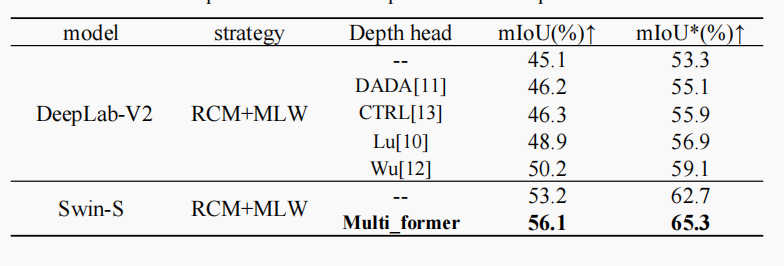 model strategy Depth head mIoU(%)↑ mIoU*(%)↑
-- 45.1 53.3
DADA[11] 46.2 55.1
DeepLab-V2 RCM+MLW CTRL[13] 46.3 55.9
Lu[10] 48.9 56.9
Wu[12] 50.2 59.1
Swin-S RCM+MLW -- 53.2 62.7
Multi_former 56.1 65.3